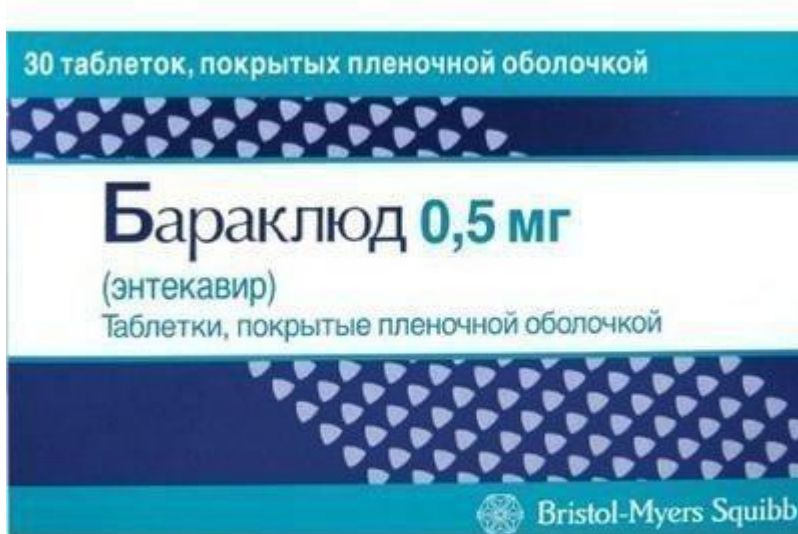 30 таблеток, покрытых пленочной оболочкой
Бараклюд 0,5 мг
(энтекавир)
Таблетки, покрытые пленочной оболочкой
Bristol-Myers Squibb